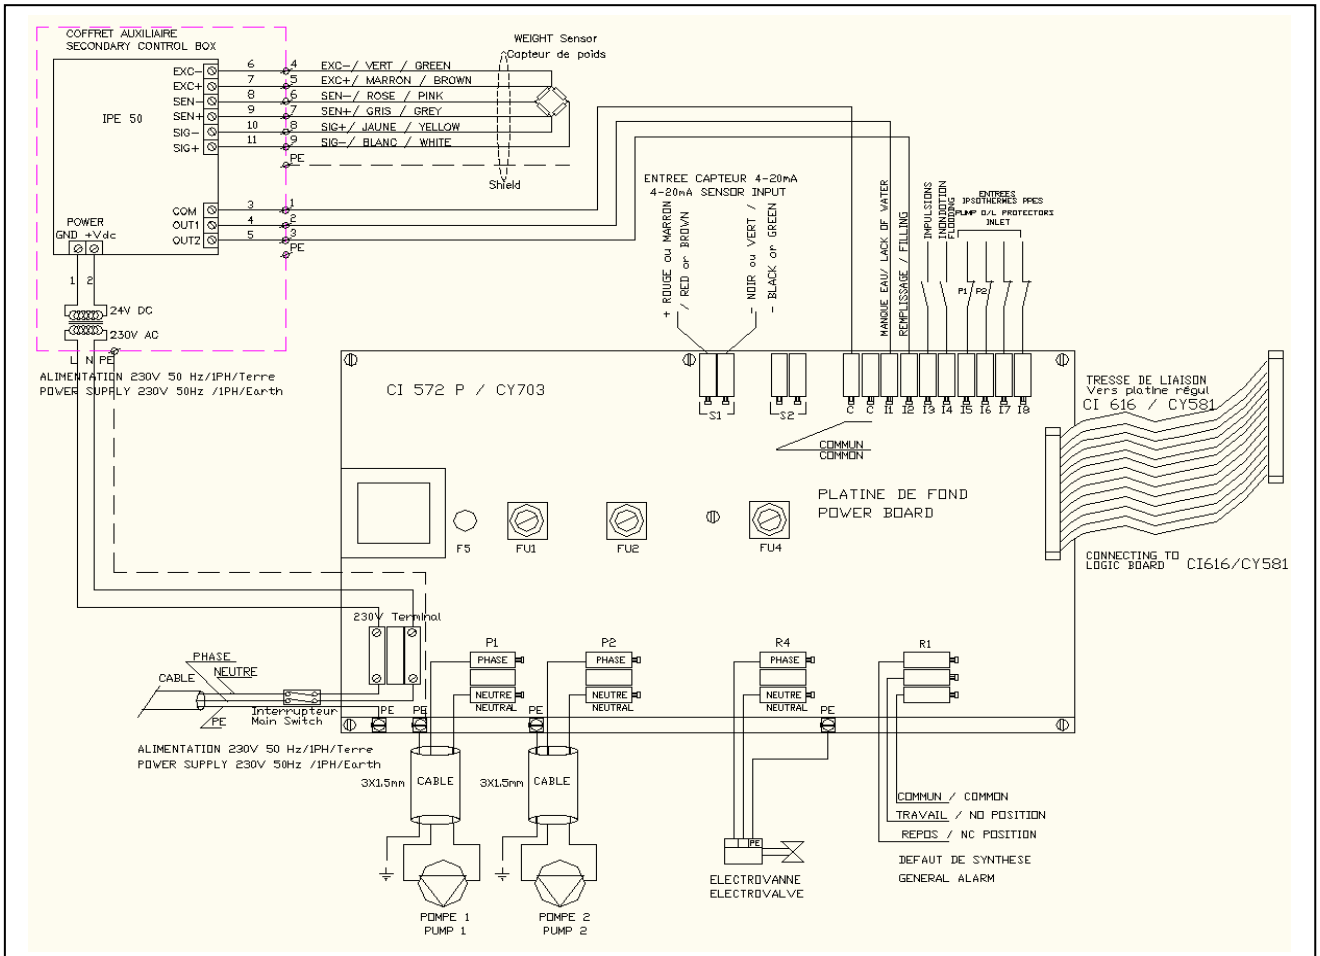 COFFRET AUXILIAIRE
SECONDARY CONTROL BOX
IPE 50
EXC-
EXC+
SEN-
SEN+
SIG-
SIG+
6
7
8
9
10
11
4
5
6
7
8
9
PE
EXC-/ VERT / GREEN
EXC+/ MARRON / BROWN
SEN-/ ROSE / PINK
SEN+/ GRIS / GREY
SIG+/ JAUNE / YELLOW
SIG-/ BLANC / WHITE
WEIGHT Sensor
Capteur de poids
Shield
COM
OUT1
OUT2
3
4
5
1
2
3
PE
POWER
GND +Vdc
1
2
24V DC
230V AC
L N PE
ALIMENTATION 230V 50 Hz/1PH/Terre
POWER SUPPLY 230V 50Hz /1PH/Earth
ENTREE CAPTEUR 4-20mA
4-20mA SENSOR INPUT
+ ROUGE ou MARRON
/ RED or BROWN
- NOIR ou VERT /
- BLACK or GREEN
MANQUE EAU/ LACK OF WATER
REMPLISSAGE / FILLING
IMPULSIONS
INONDATION
FLOODING
ENTREES
IPSOTHERMES PPES
PUMP O/L PROTECTORS
INLET
P1
P2
CI 572 P / CY703
S1
S2
C
C
I1
I2
I3
I4
I5
I6
I7
I8
COMMUN
COMMON
TRESSE DE LIAISON
Vers platine régul
CI 616 / CY581
PLATINE DE FOND
POWER BOARD
F5
FU1
FU2
FU4
CONNECTING TO
LOGIC BOARD CI616/CY581
230V Terminal
P1
PHASE
NEUTRE
NEUTRAL
P2
PHASE
NEUTRE
NEUTRAL
R4
PHASE
NEUTRE
NEUTRAL
R1
PHASE
NEUTRE
CABLE
PE
Interrupteur
Main Switch
PE
PE
PE
PE
ALIMENTATION 230V 50 Hz/1PH/Terre
POWER SUPPLY 230V 50Hz /1PH/Earth
3X1,5mm
CABLE
3X1,5mm
CABLE
PE
COMMUN / COMMON
TRAVAIL / NO POSITION
REPOS / NC POSITION
DEFAUT DE SYNTHESE
GENERAL ALARM
ELECTROVANNE
ELECTROVALVE
POMPE 1
PUMP 1
POMPE 2
PUMP 2